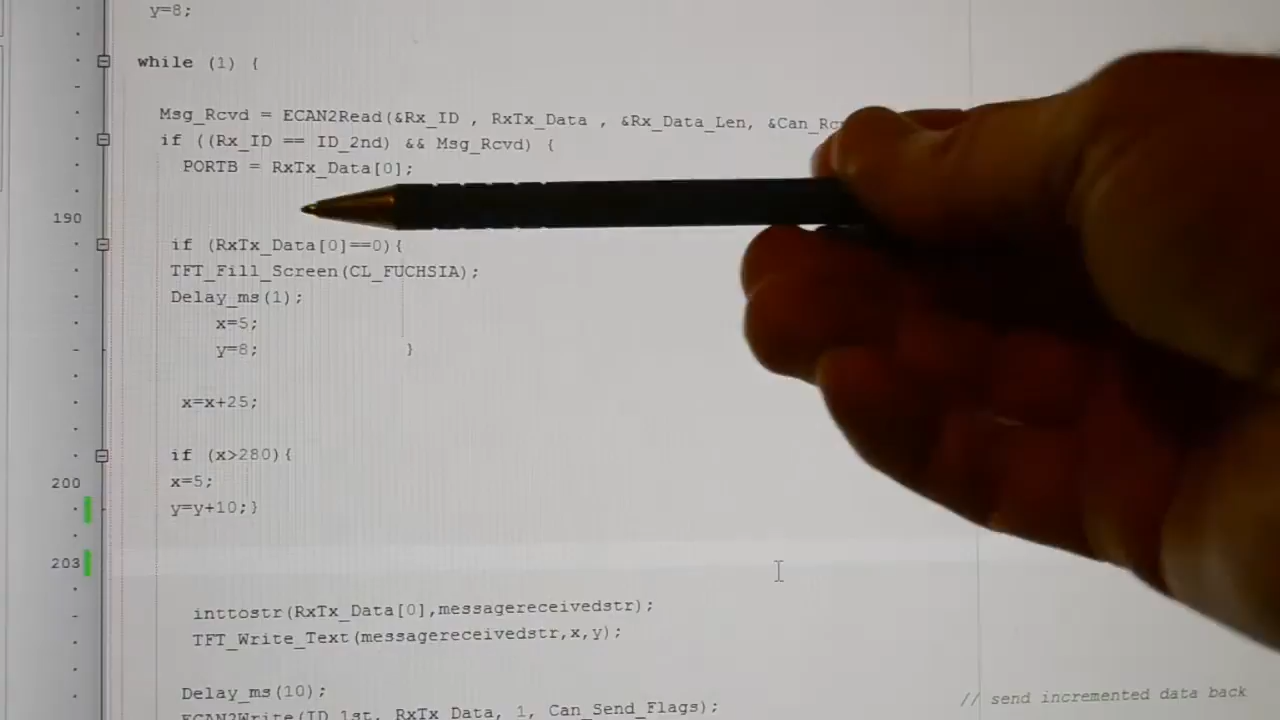 y=8;
while (1) {
Msg_Rcvd = ECAN2Read(&Rx_ID , RxTx_Data , &Rx_Data_Len, &Can_Rc
if ((Rx_ID == ID_2nd) && Msg_Rcvd) {
PORTB = RxTx_Data[0];
190
if (RxTx_Data[0]==0){
TFT_Fill_Screen(CL_FUCHSIA);
Delay_ms(1);
x=5;
y=8; }
x=x+25;
if (x>280){
200 x=5;
y=y+10;}
203
inttostr(RxTx_Data[0],messagereceivedstr);
TFT_Write_Text(messagereceivedstr,x,y);
Delay_ms(10);
ECAN2Write(ID_1st, RxTx_Data, 1, Can_Send_Flags); // send incremented data back